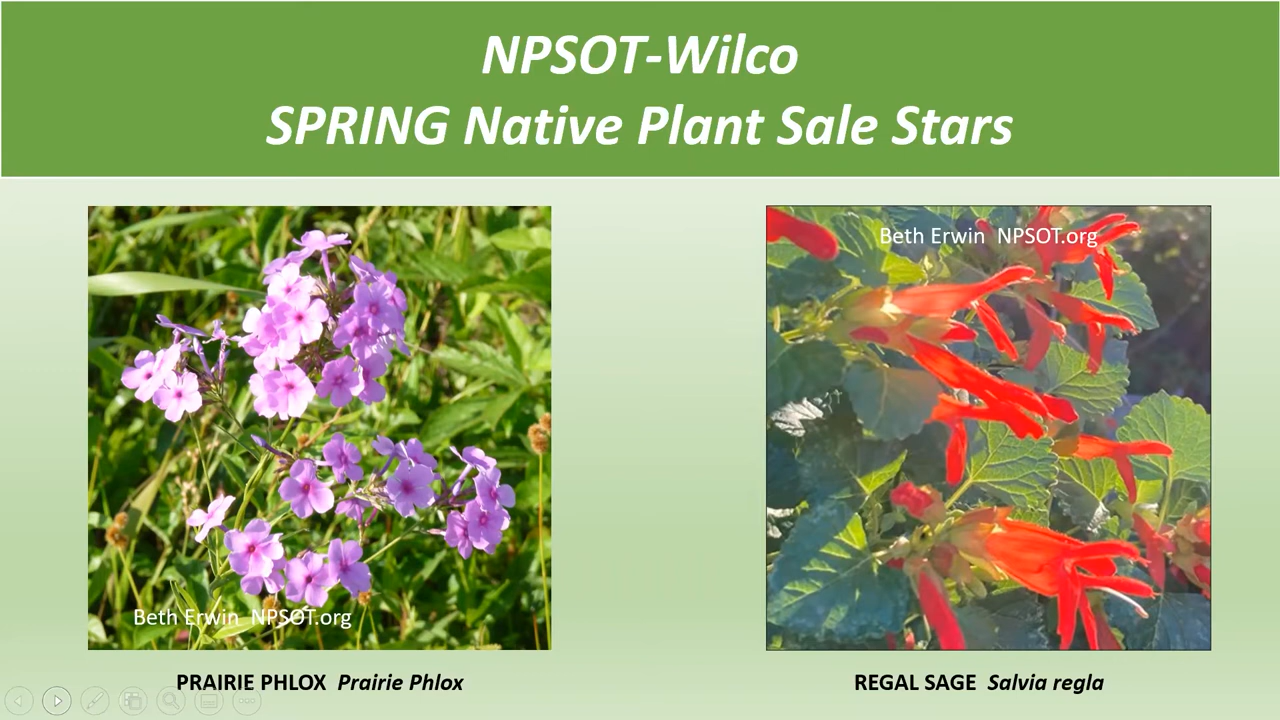 NPSOT-Wilco
SPRING Native Plant Sale Stars
Beth Erwin NPSOT.org
Beth Erwin NPSOT.org
PRAIRIE PHLOX Prairie Phlox
REGAL SAGE Salvia regla